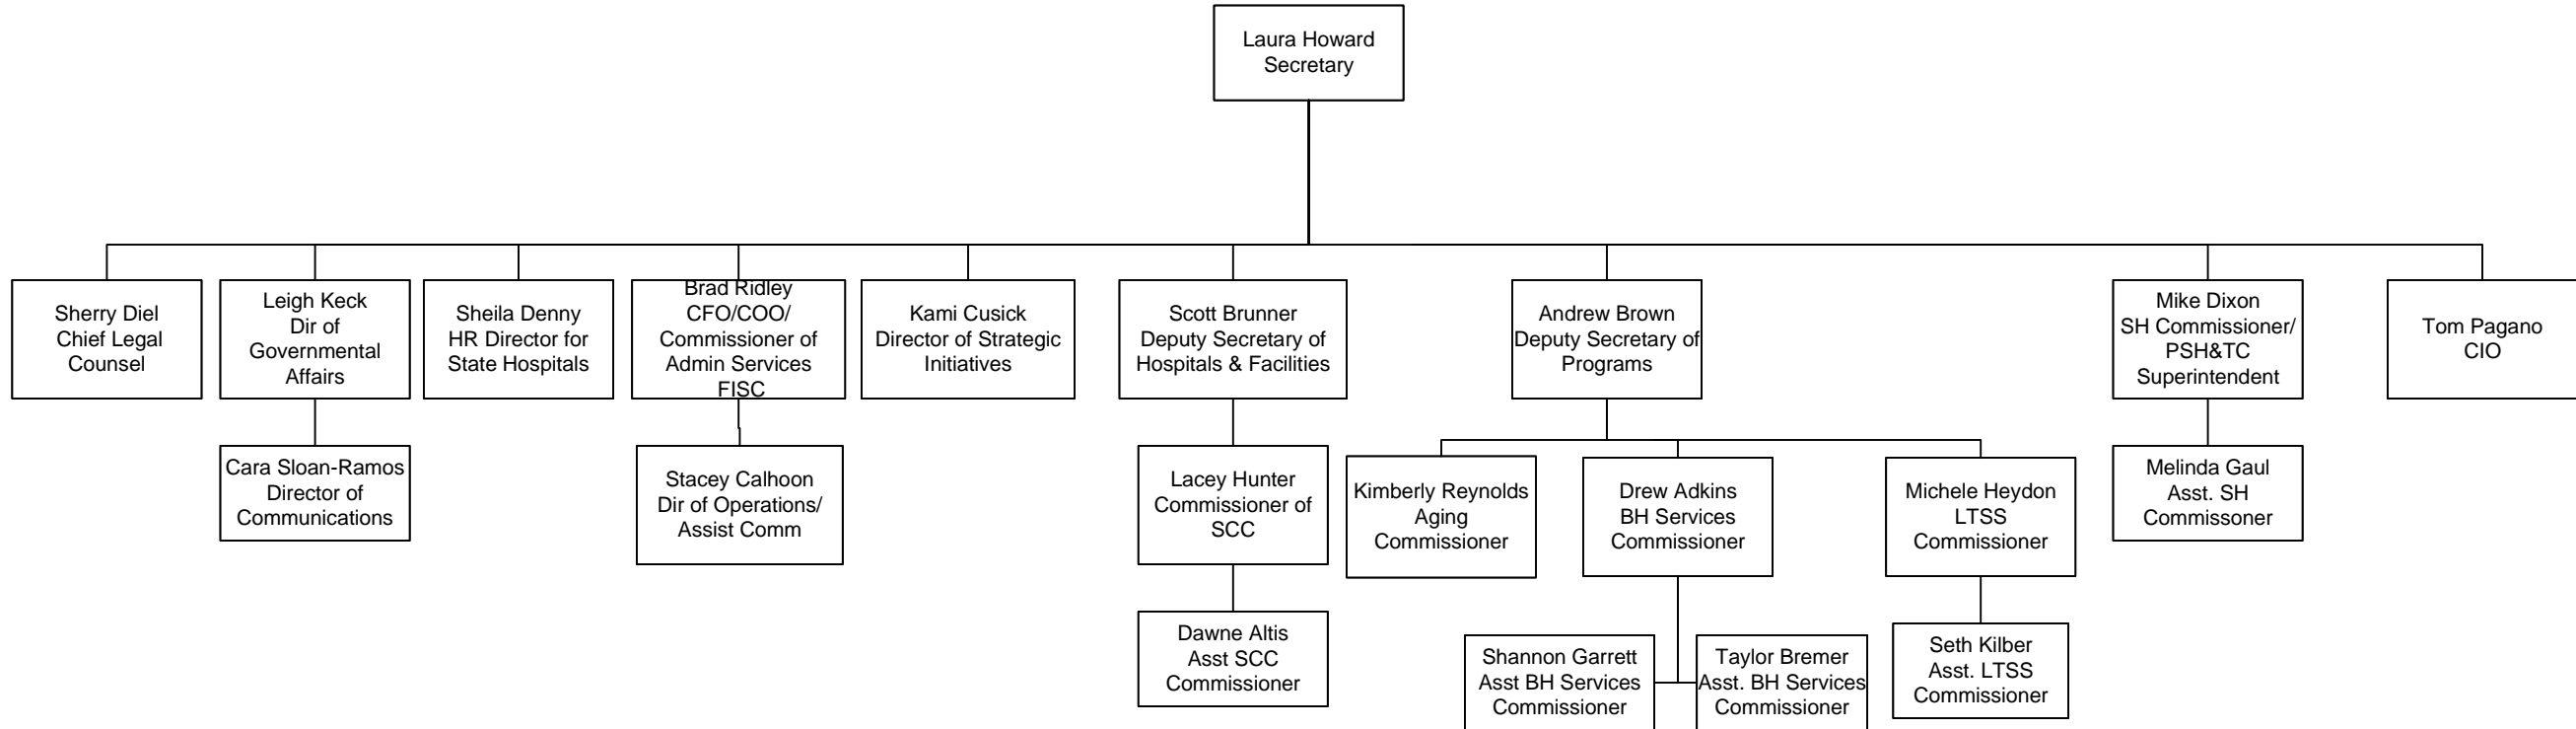 Laura Howard
Secretary
Sherry Diel
Chief Legal
Counsel
Leigh Keck
Dir of
Governmental
Affairs
Sheila Denny
HR Director for
State Hospitals
Brad Ridley
CFO/COO/
Commissioner of
Admin Services
FISC
Kami Cusick
Director of Strategic
Initiatives
Scott Brunner
Deputy Secretary of
Hospitals & Facilities
Andrew Brown
Deputy Secretary of
Programs
Mike Dixon
SH Commissioner/
PSH&TC
Superintendent
Tom Pagano
CIO
Cara Sloan-Ramos
Director of
Communications
Stacey Calhoon
Dir of Operations/
Assist Comm
Lacey Hunter
Commissioner of
SCC
Kimberly Reynolds
Aging
Commissioner
Drew Adkins
BH Services
Commissioner
Michele Heydon
LTSS
Commissioner
Melinda Gaul
Asst. SH
Commissoner
Dawne Altis
Asst SCC
Commissioner
Shannon Garrett
Asst BH Services
Commissioner
Taylor Bremer
Asst. BH Services
Commissioner
Seth Kilber
Asst. LTSS
Commissioner